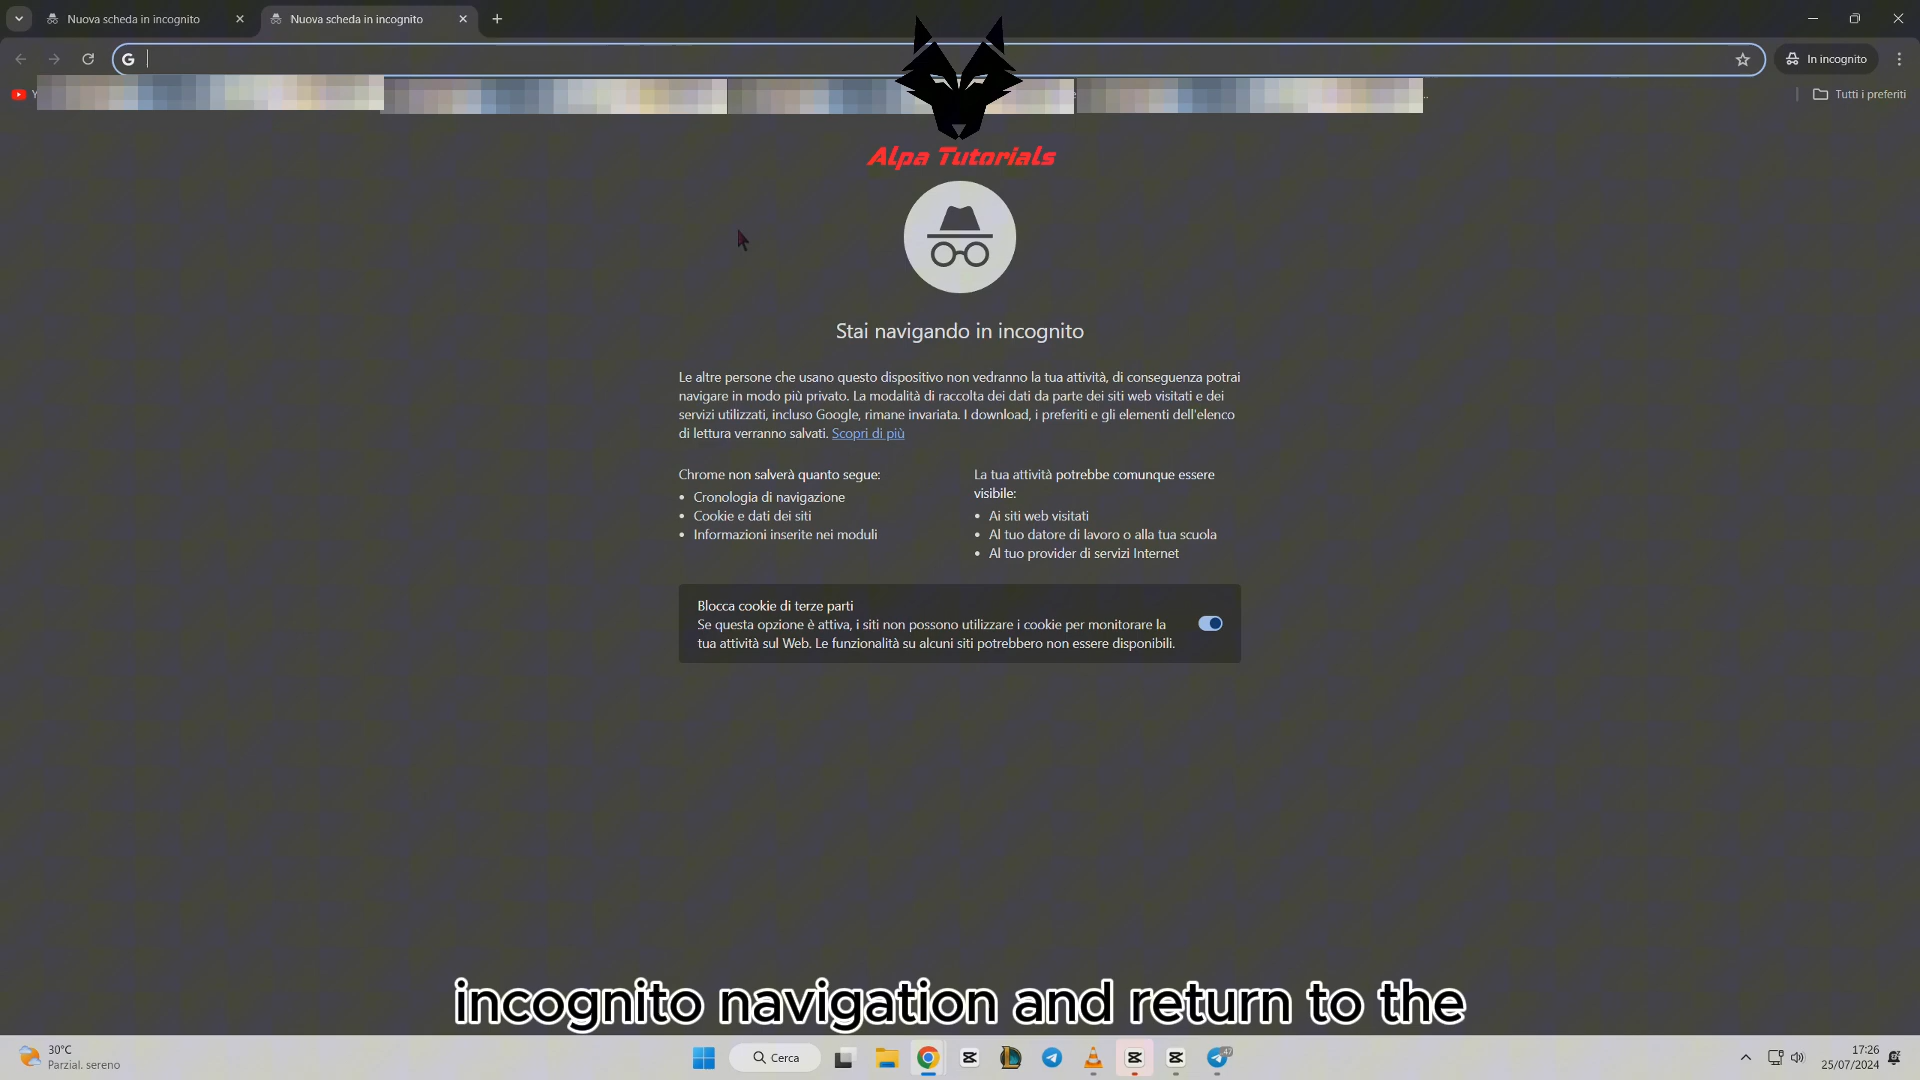 Nuova scheda in incognito
Nuova scheda in incognito
In incognito
Tutti i preferiti
Alpa Tutorials
Stai navigando in incognito
Le altre persone che usano questo dispositivo non vedranno la tua attività, di conseguenza potrai
navigare in modo più privato. La modalità di raccolta dei dati da parte dei siti web visitati e dei
servizi utilizzati, incluso Google, rimane invariata. I download, i preferiti e gli elementi dell'elenco
di lettura verranno salvati. Scopri di più
Chrome non salverà quanto segue:
• Cronologia di navigazione
• Cookie e dati dei siti
• Informazioni inserite nei moduli
La tua attività potrebbe comunque essere
visibile:
• Ai siti web visitati
• Al tuo datore di lavoro o alla tua scuola
• Al tuo provider di servizi Internet
Blocca cookie di terze parti
Se questa opzione è attiva, i siti non possono utilizzare i cookie per monitorare la
tua attività sul Web. Le funzionalità su alcuni siti potrebbero non essere disponibili.
incognito navigation and return to the
30°C
Parzial. sereno
Cerca
17:26
25/07/2024